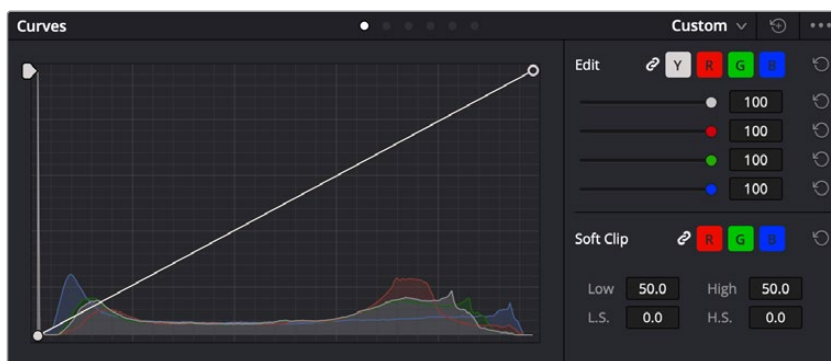 Curves
Custom
Edit
Y R G B
100
100
100
100
Soft Clip
R G B
Low 50.0 High 50.0
L.S. 0.0 H.S. 0.0